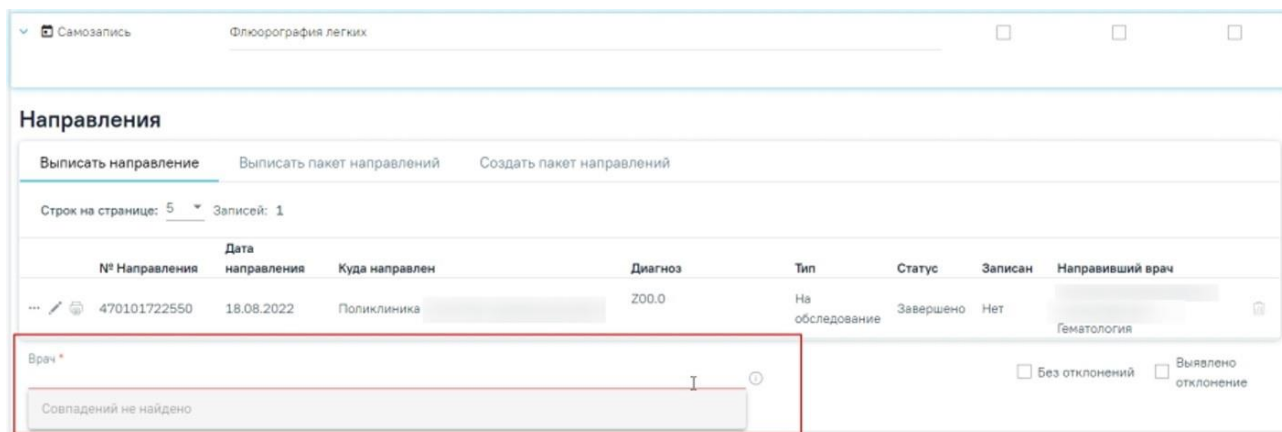 Самозапись Флюорография легких
Направления
Выписать направление Выписать пакет направлений Создать пакет направлений
Строк на странице: 5 Записей: 1
№ Направления Дата направления Куда направлен Диагноз Тип Статус Записан Направивший врач
470101722550 18.08.2022 Поликлиника Z00.0 На обследование Завершено Нет
Гематология
Врач *
Без отклонений Выявлено отклонение
Совпадений не найдено